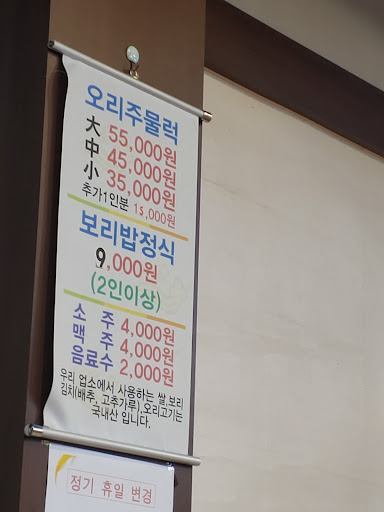 오리주물럭
大 55,000원
中 45,000원
小 35,000원
추가1인분 15,000원
보리밥정식
9,000원
(2인이상)
소 주 4,000원
맥 주 4,000원
음료수 2,000원
우리 업소에서 사용하는 쌀,보리
김치(배추, 고추가루),오리고기는
국내산 입니다.
정기 휴일 변경